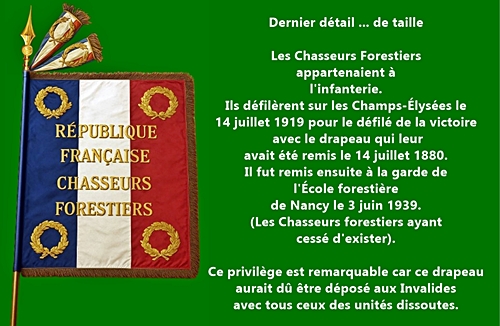 Dernier détail ... de taille
Les Chasseurs Forestiers
appartenaient à
l'infanterie.
Ils défilèrent sur les Champs-Élysées le
14 juillet 1919 pour le défilé de la victoire
avec le drapeau qui leur
avait été remis le 14 juillet 1880.
Il fut remis ensuite à la garde de
l'École forestière
de Nancy le 3 juin 1939.
(Les Chasseurs forestiers ayant
cessé d'exister).
Ce privilège est remarquable car ce drapeau
aurait dû être déposé aux Invalides
avec tous ceux des unités dissoutes.
RÉPUBLIQUE
FRANÇAISE
CHASSEURS
FORESTIERS